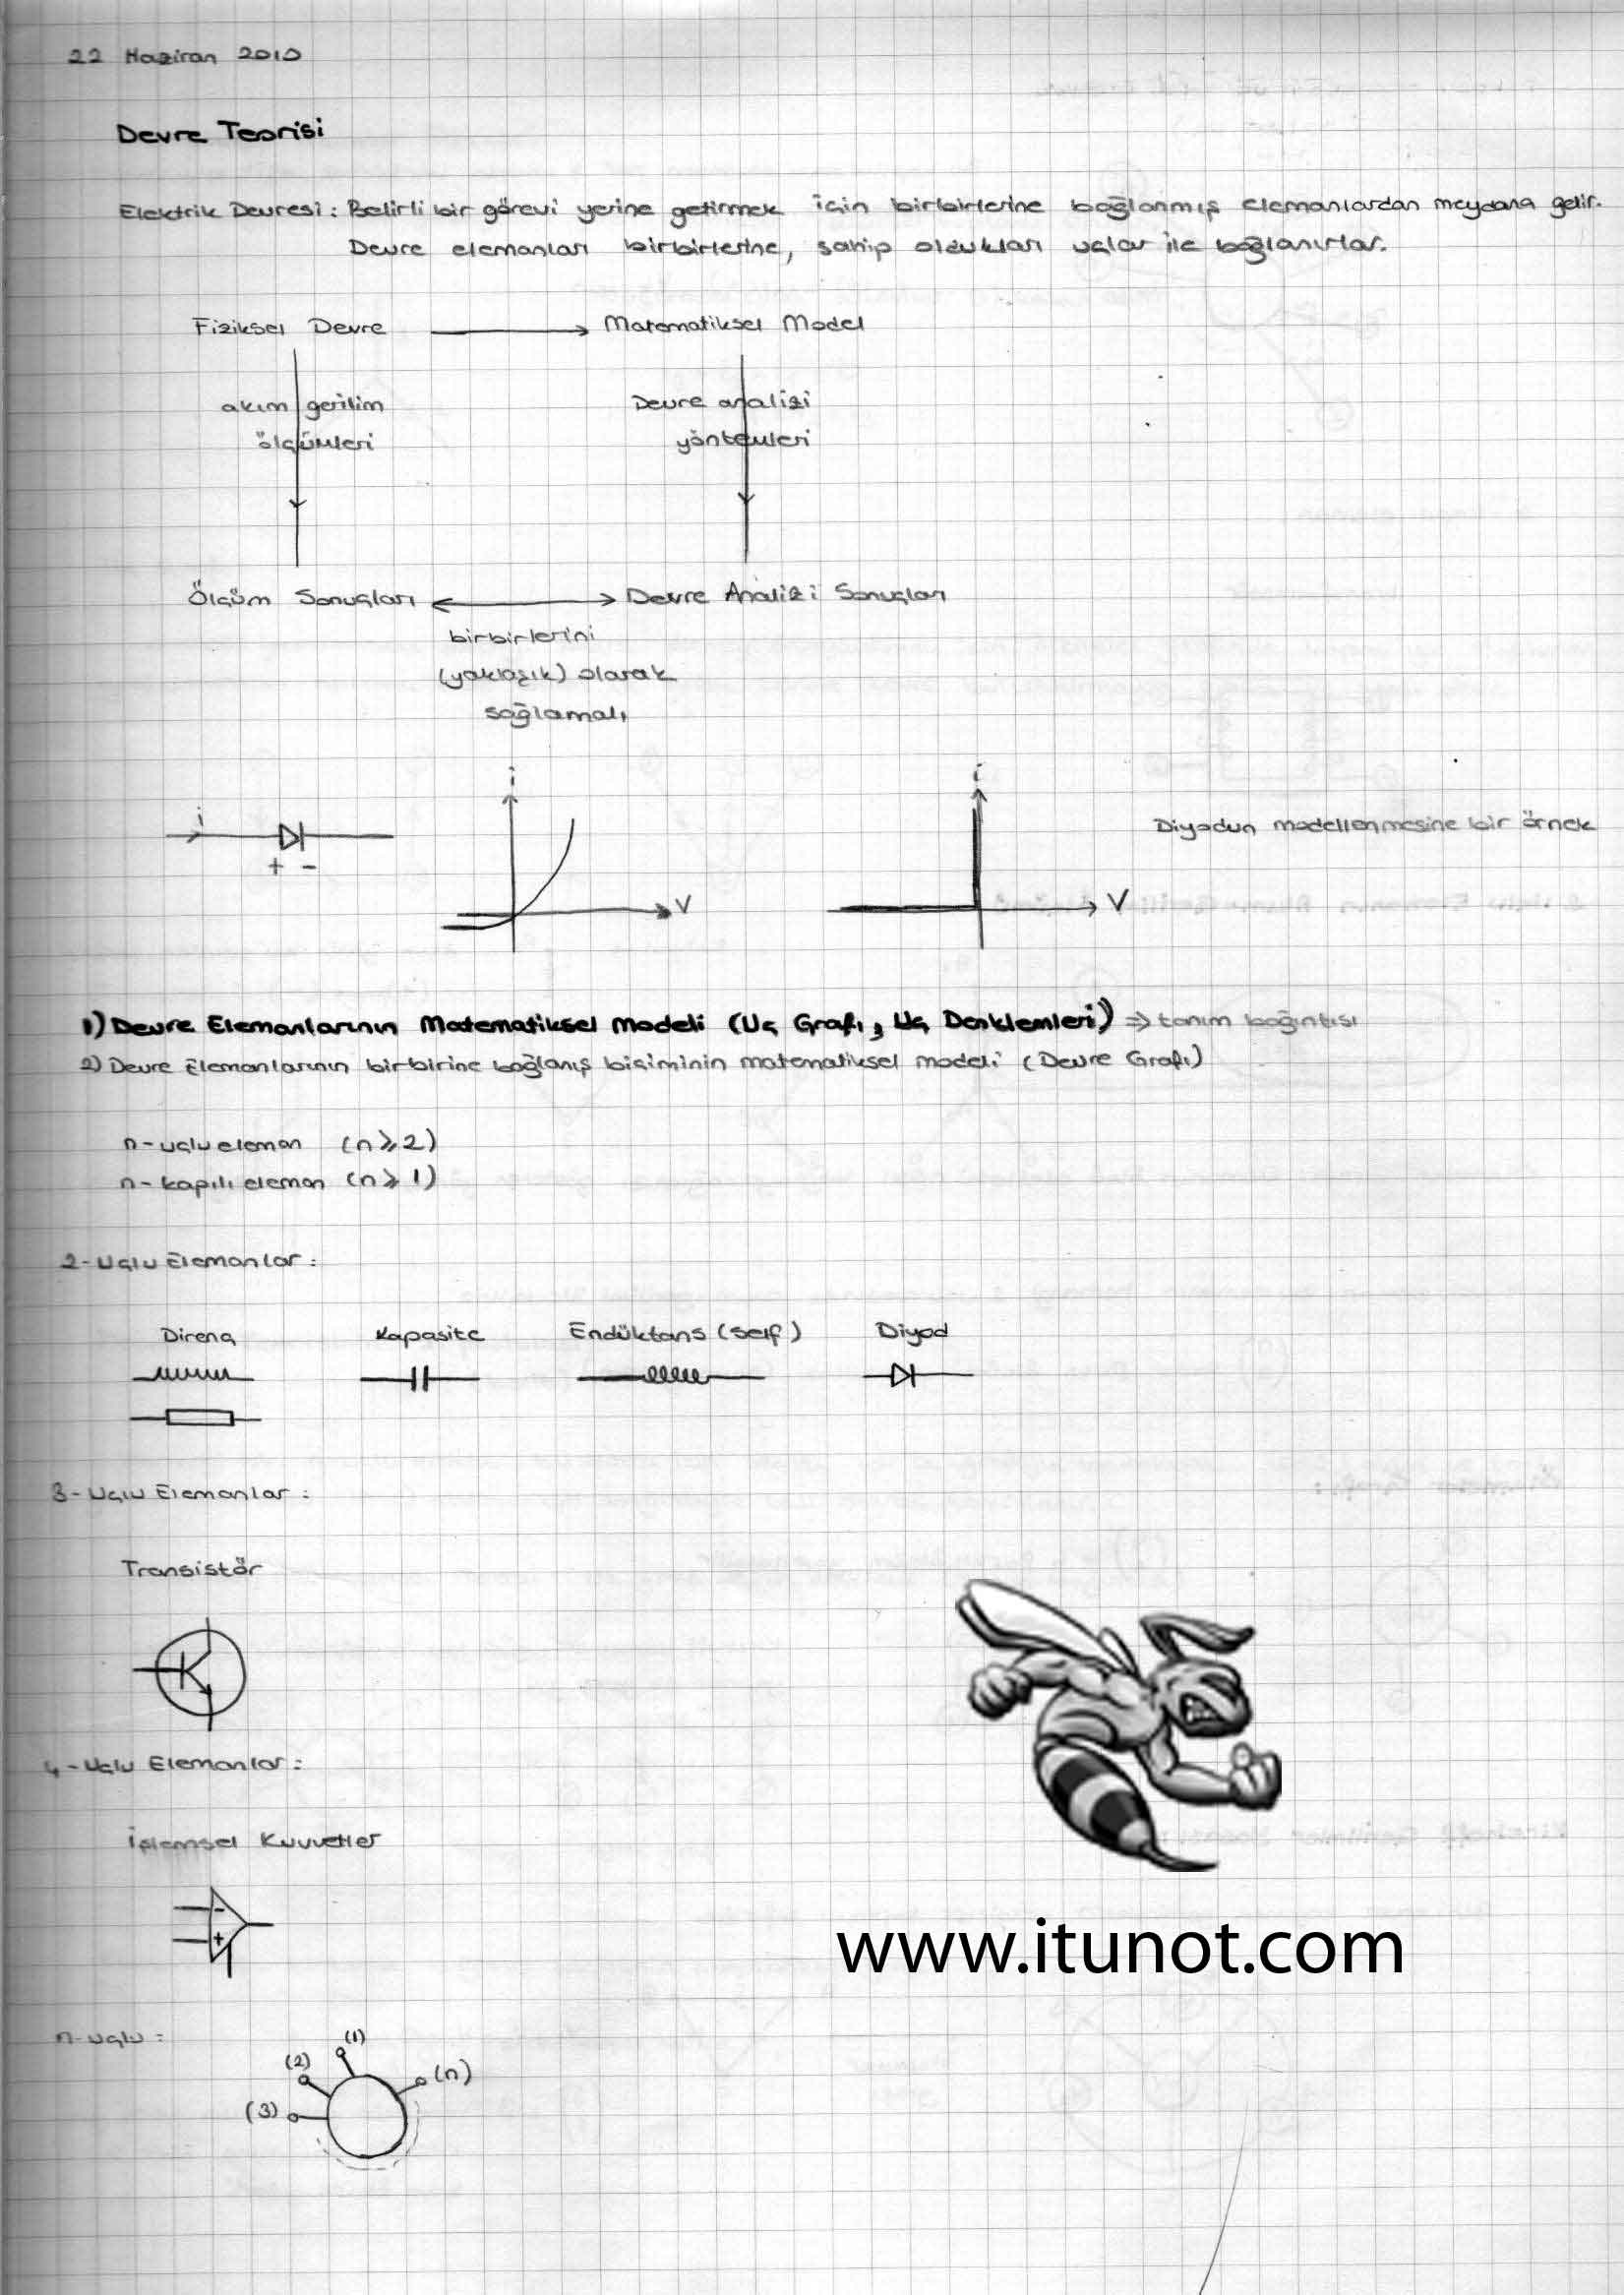 22 Haziran 2010
Devre Teorisi
Elektrik Devresi : Belirli bir görevi yerine getirmek için birbirlerine bağlanmış elemanlardan meydana gelir.
Devre elemanları birbirlerine, sahip oldukları uçlar ile bağlanırlar.
Fiziksel Devre → Matematiksel Model
akım gerilim
ölçümleri
Devre analizi
yöntemleri
Ölçüm Sonuçları ↔ Devre Analizi Sonuçları
birbirlerini
(yaklaşık) olarak
sağlamalı
i
+ -
i
V
i
V
Diyodun modellenmesine bir örnek
1) Devre Elemanlarının Matematiksel Modeli (Uç Grafı, Uç Denklemleri) ⇒ tanım bağıntısı
2) Devre Elemanlarının birbirine bağlanış biçiminin matematiksel modeli (Devre Grafı)
n-uçlu eleman (n ≥ 2)
n-kapılı eleman (n ≥ 1)
2-Uçlu Elemanlar :
Direnç Kapasite Endüktans (self) Diyod
3-Uçlu Elemanlar :
Transistör
4-Uçlu Elemanlar :
İşlemsel Kuvvetler
-
+
www.itunot.com
n-uçlu :
(1)
(2)
(n)
(3)